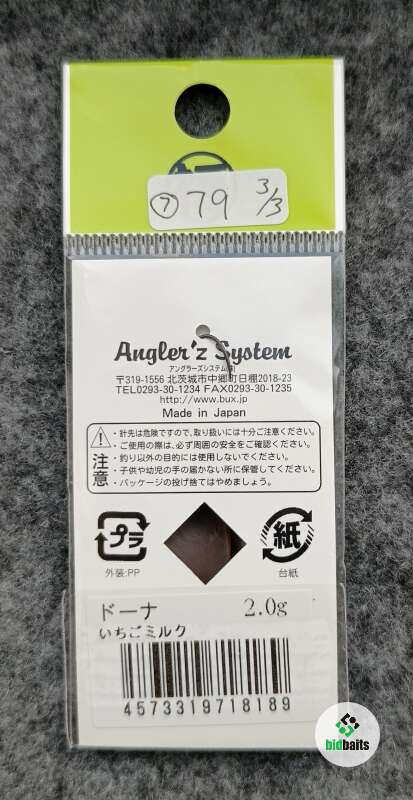 ⑦ 79 3/3
Angler'z System
アングラーズシステム㈱
〒319-1556 北茨城市中郷町日棚2018-23
TEL0293-30-1234 FAX0293-30-1235
http://www.bux.jp/
Made in Japan
注意
・針先は危険ですので、取り扱いには十分ご注意ください。
・ご使用の際は、必ず周囲の安全をご確認ください。
・釣り以外の目的には使用しないでください。
・子供や幼児の手の届かない所に保管してください。
・パッケージの投げ捨てはやめましょう。
プラ
紙
外装:PP
台紙
ドーナ 2.0g
いちごミルク
4573319718189
bidbaits